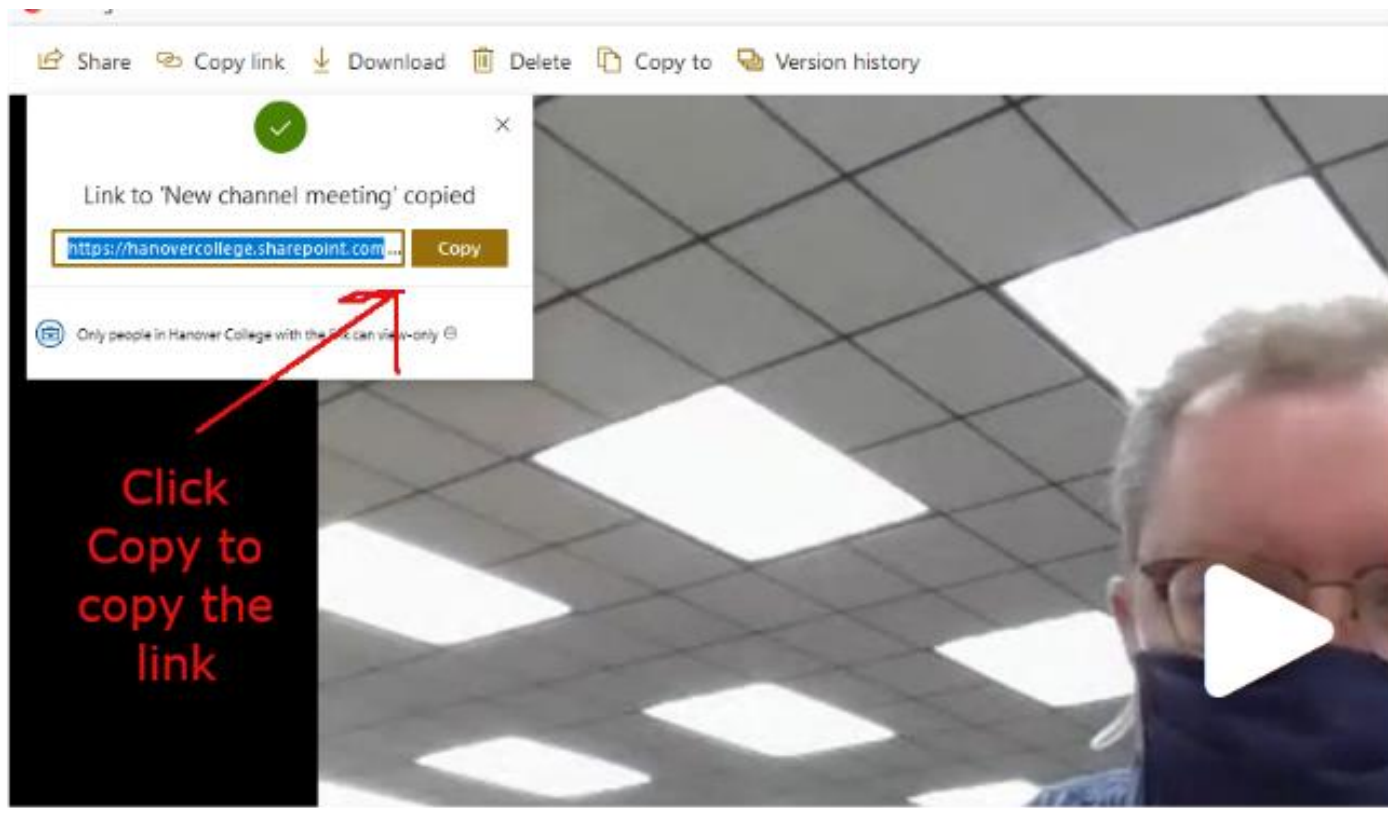 Share Copy link Download Delete Copy to Version history
Link to 'New channel meeting' copied
https://hanovercollege.sharepoint.com... Copy
Only people in Hanover College with the link can view-only
Click
Copy to
copy the
link